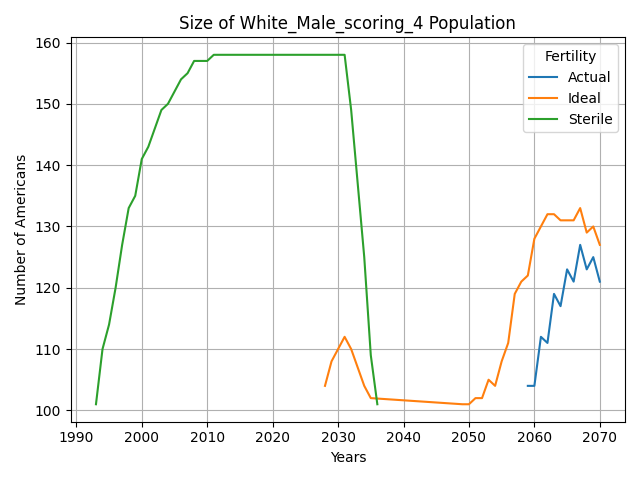 Size of White_Male_scoring_4 Population
Number of Americans
160
150
140
130
120
110
100
Fertility
Actual
Ideal
Sterile
1990 2000 2010 2020 2030 2040 2050 2060 2070
Years